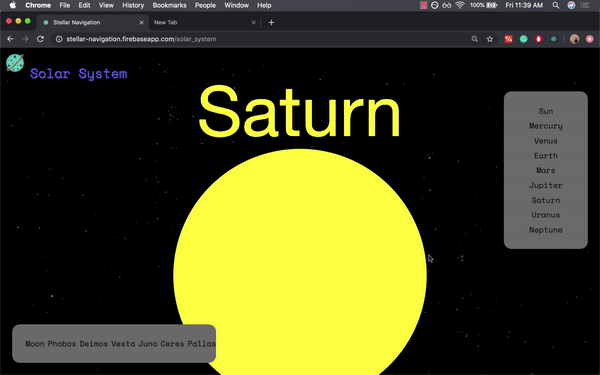 Chrome File Edit View History Bookmarks People Window Help 100% Fri 11:39 AM
Stellar Navigation New Tab
stellar-navigation.firebaseapp.com/solar_system
Solar System
Saturn
Sun
Mercury
Venus
Earth
Mars
Jupiter
Saturn
Uranus
Neptune
Moon Phobos Deimos Vesta Juno Ceres Pallas